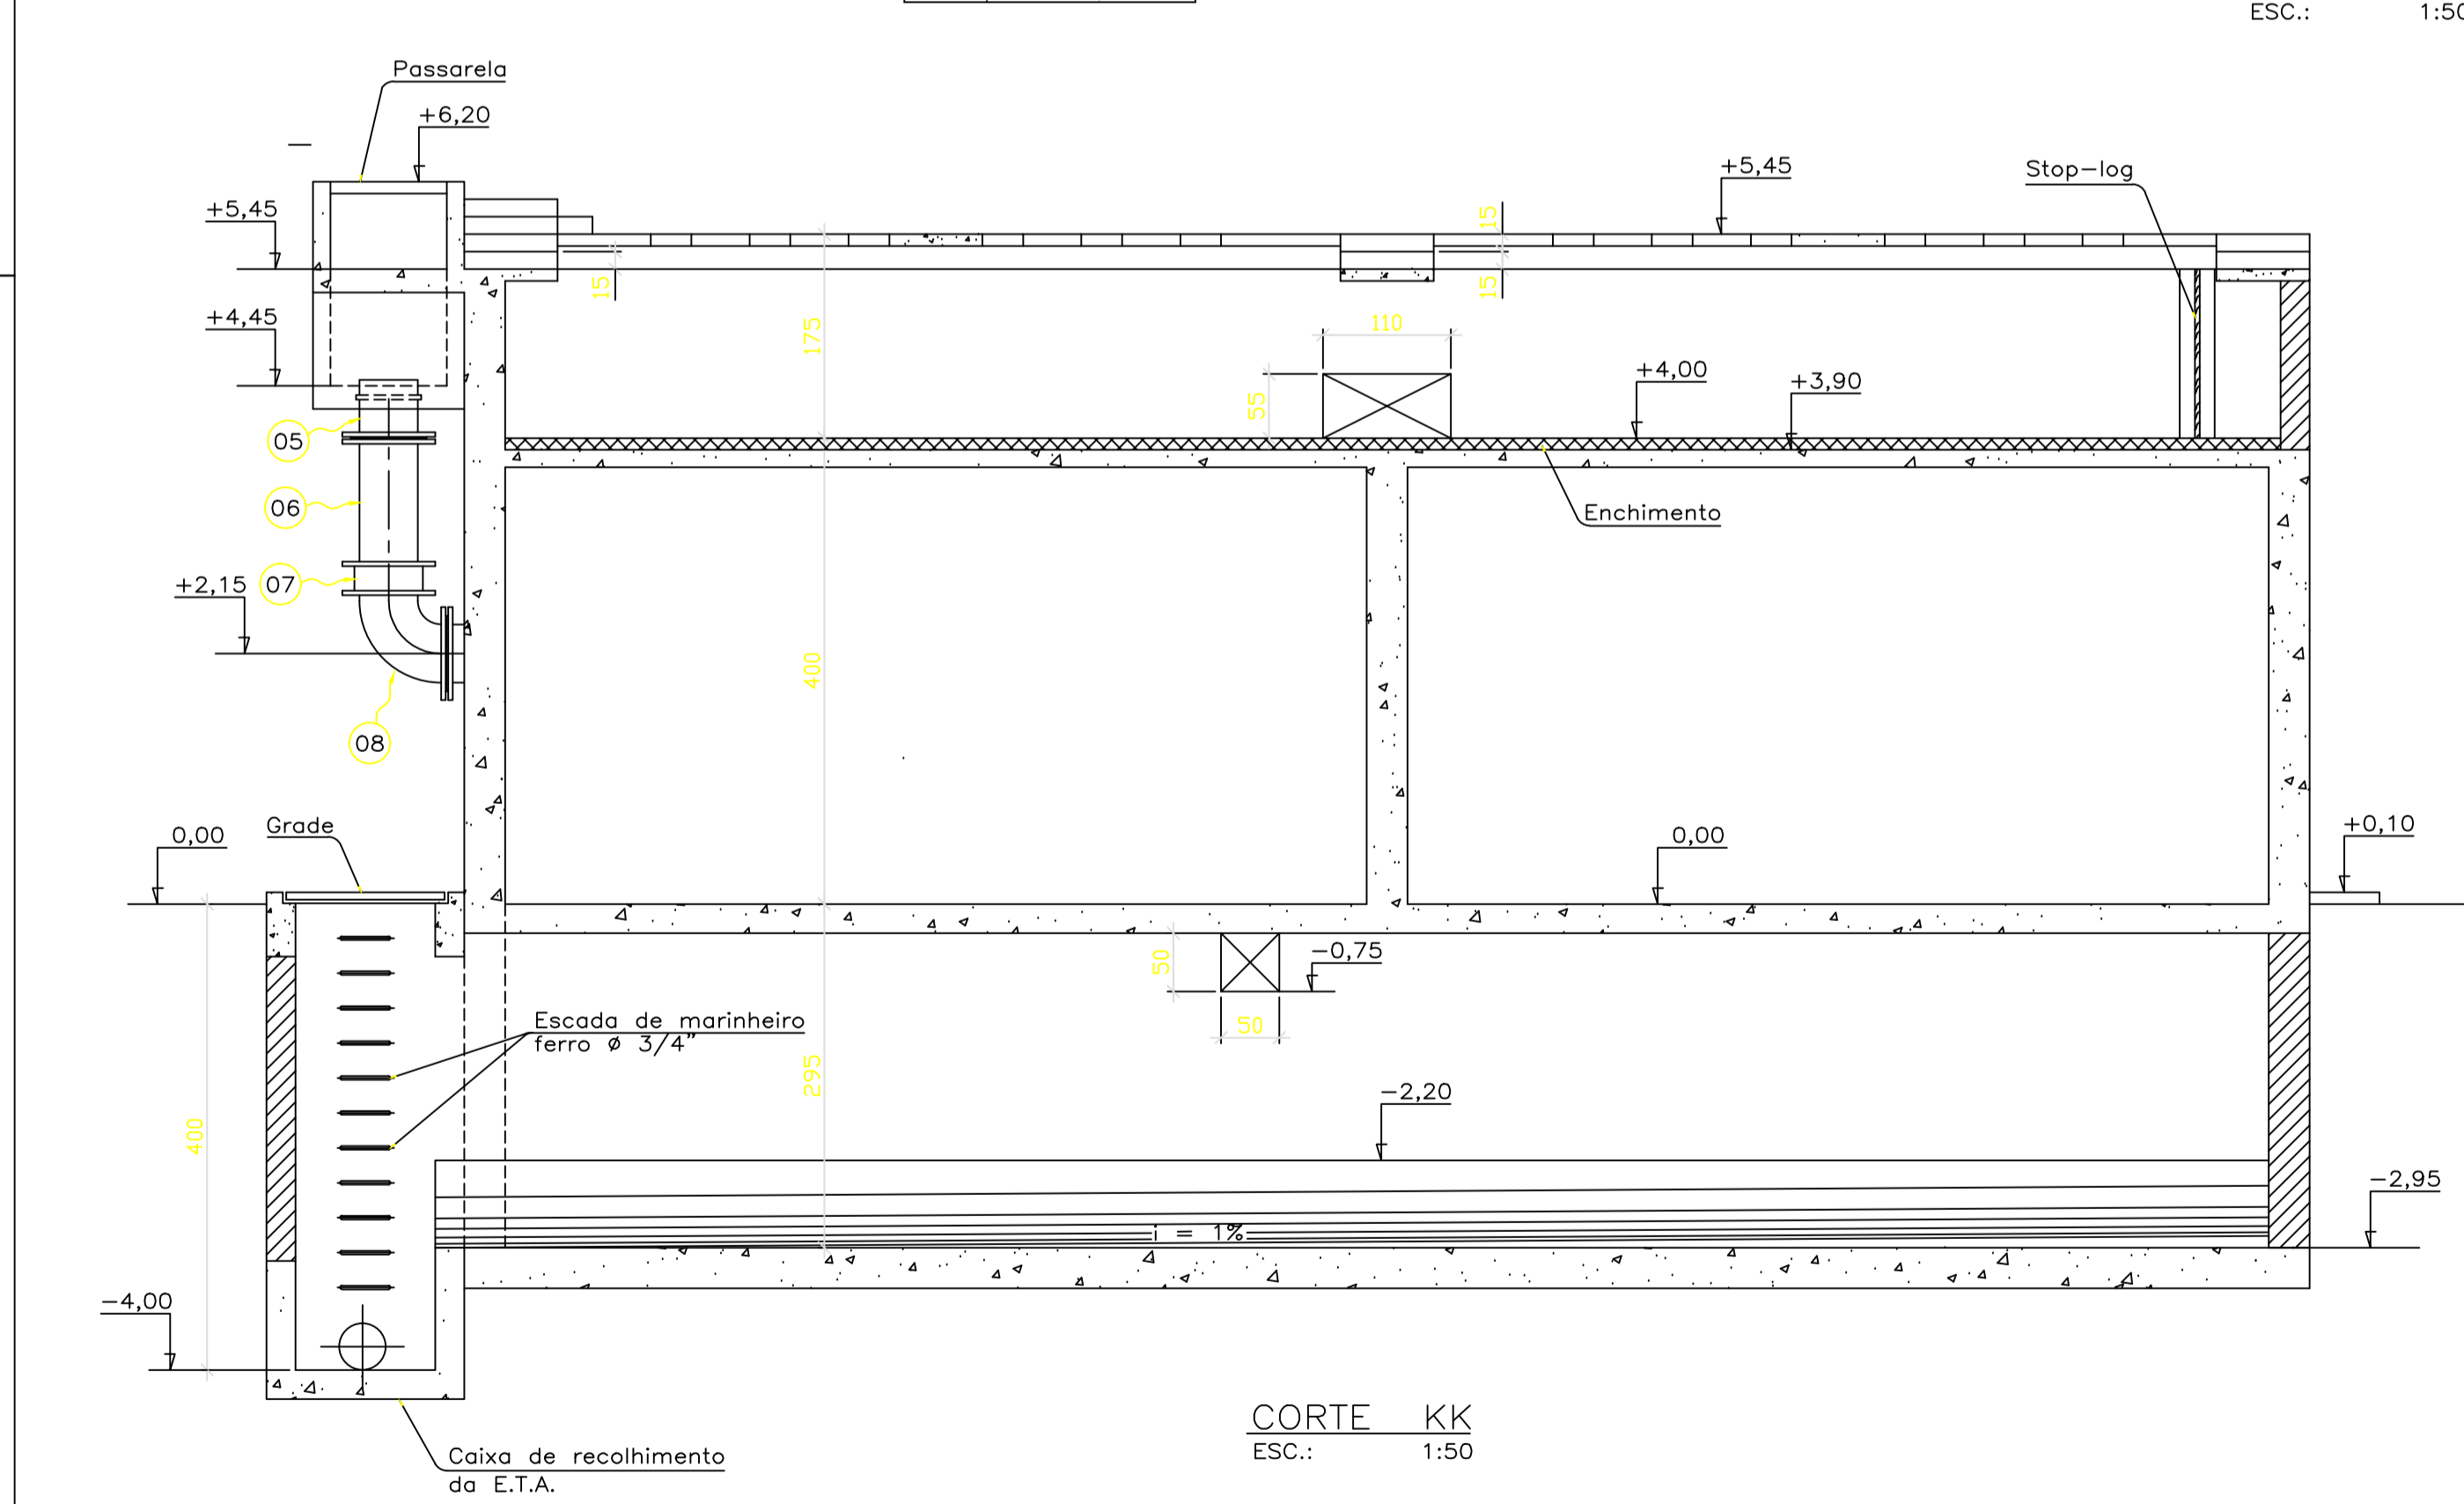 ESC.: 1:50
Passarela
+6,20
+5,45
Stop-log
+5,45
15
15
15
175
110
+4,45
+4,00
+3,90
55
05
06
Enchimento
07
+2,15
400
08
Grade
0,00
0,00
+0,10
50
-0,75
50
Escada de marinheiro
ferro ø 3/4"
295
-2,20
400
-2,95
i = 1%
-4,00
CORTE KK
ESC.: 1:50
Caixa de recolhimento
da E.T.A.